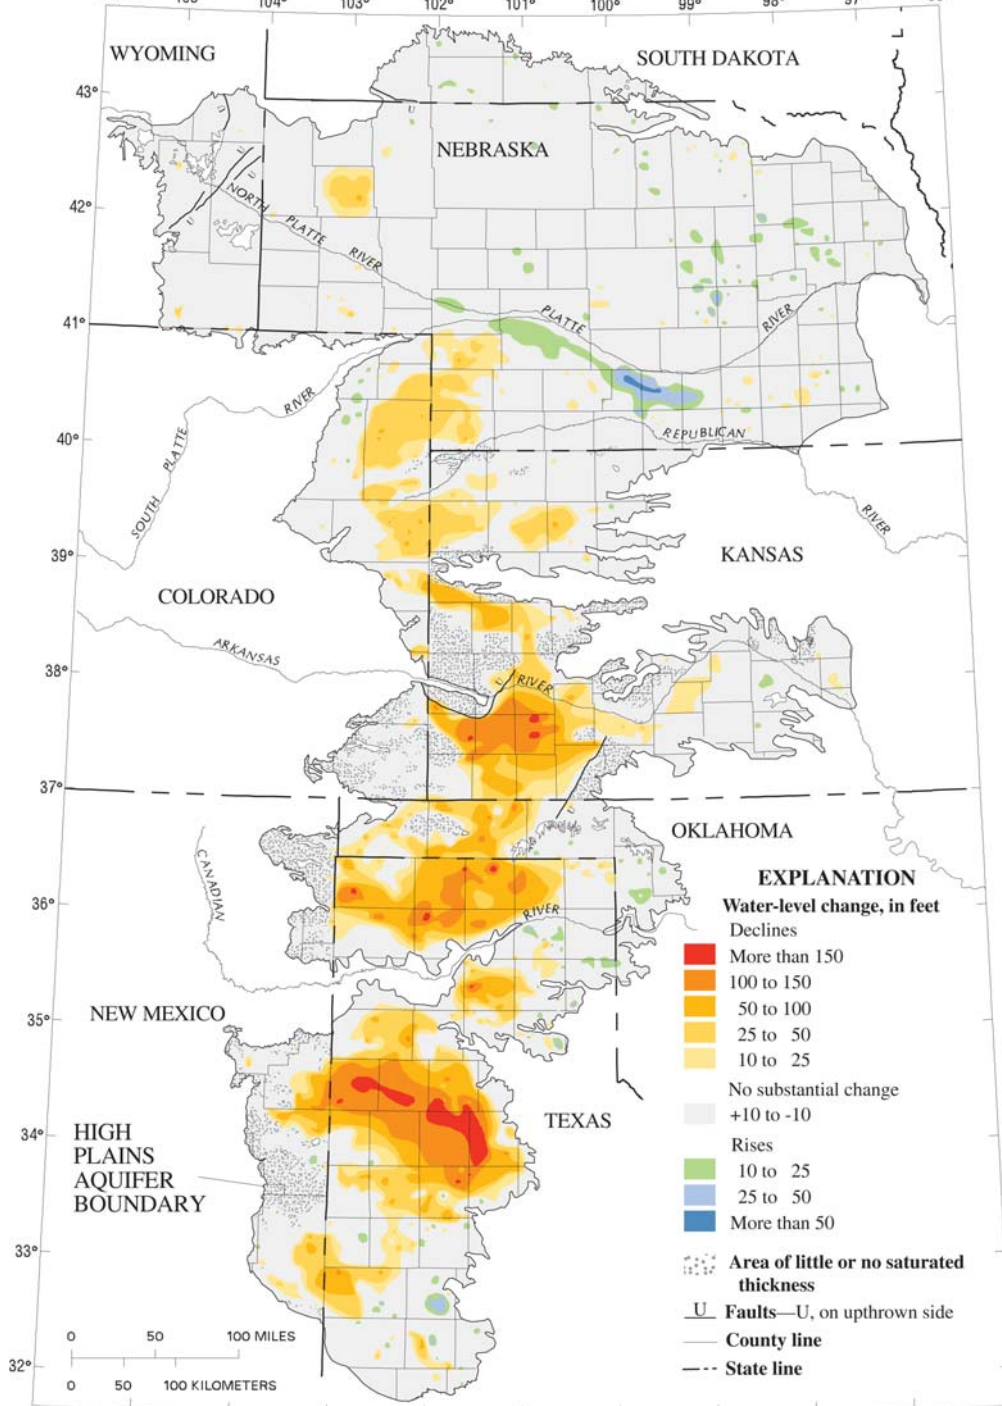 105° 104° 103° 102° 101° 100° 99° 98° 97°
WYOMING
SOUTH DAKOTA
43°
U
U
NEBRASKA
U
U
42°
NORTH PLATTE RIVER
U
PLATTE RIVER
41°
RIVER
REPUBLICAN
40°
SOUTH PLATTE
RIVER
39°
KANSAS
COLORADO
ARKANSAS
38°
U
RIVER
37°
OKLAHOMA
U
CANADIAN
36°
RIVER
EXPLANATION
Water-level change, in feet
Declines
More than 150
100 to 150
50 to 100
25 to 50
10 to 25
No substantial change
+10 to -10
Rises
10 to 25
25 to 50
More than 50
Area of little or no saturated
thickness
U Faults—U, on upthrown side
County line
State line
NEW MEXICO
35°
TEXAS
34°
HIGH
PLAINS
AQUIFER
BOUNDARY
33°
0 50 100 MILES
32°
0 50 100 KILOMETERS